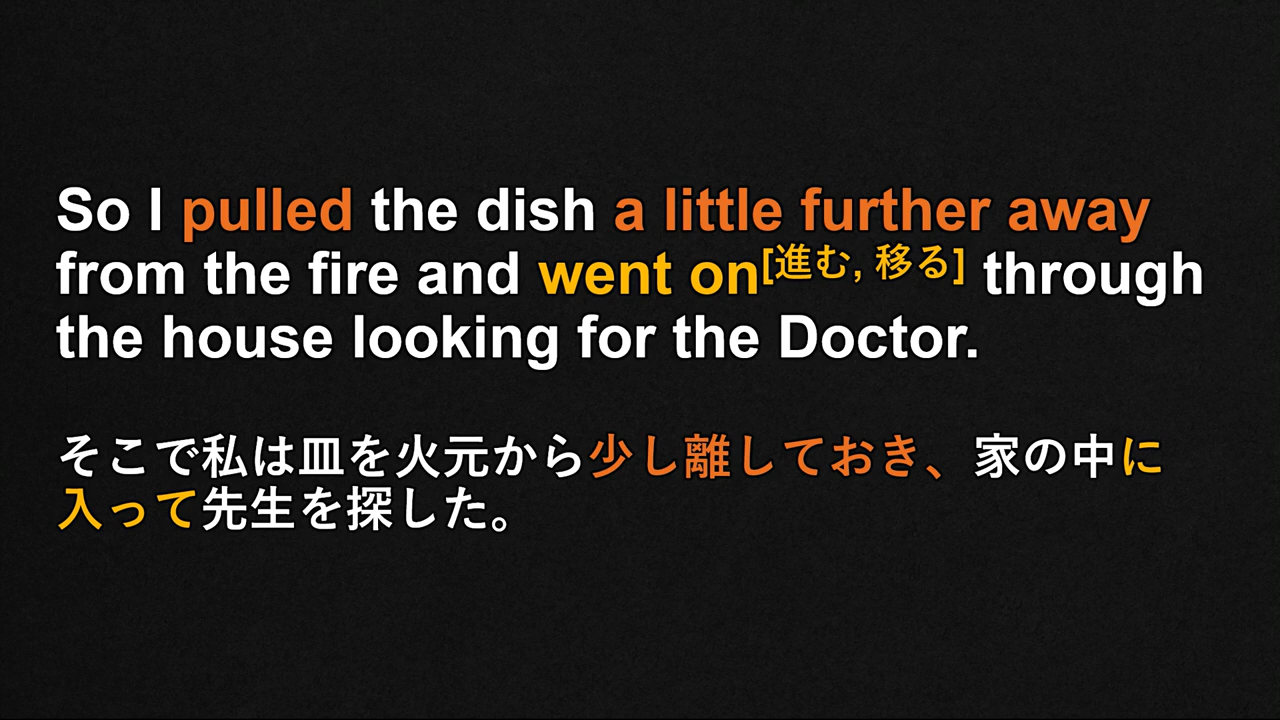 So I pulled the dish a little further away
from the fire and went on[進む, 移る] through
the house looking for the Doctor.
そこで私は皿を火元から少し離しておき、家の中に
入って先生を探した。